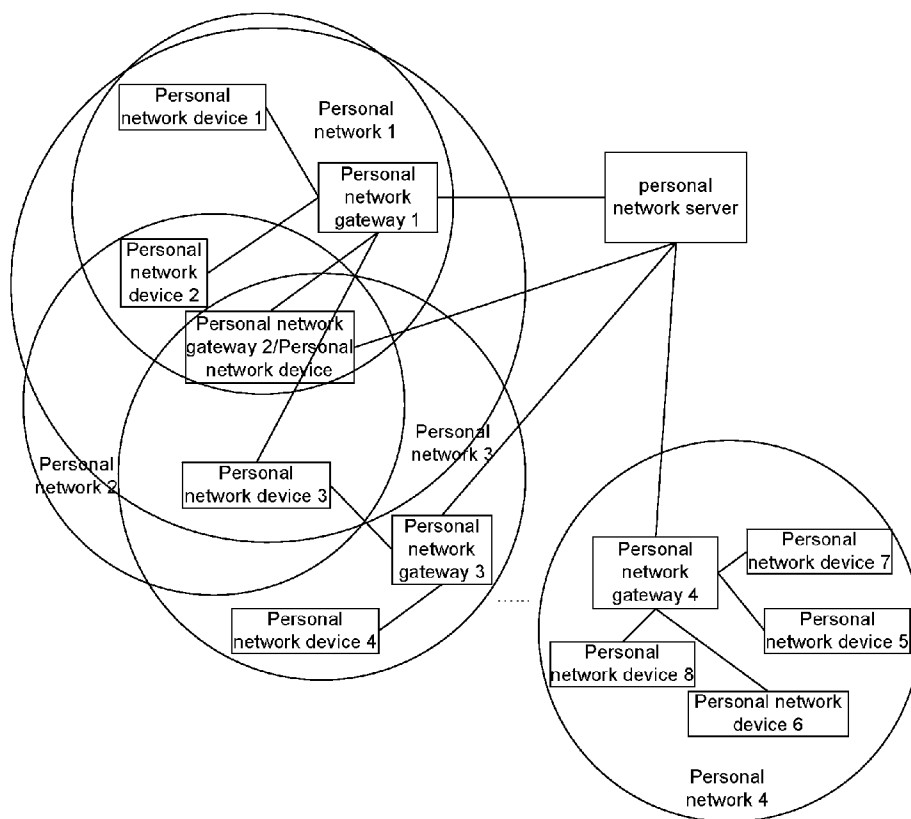 Personal
network device 1
Personal
network 1
Personal
network
gateway 1
personal
network server
Personal
network
device 2
Personal network
gateway 2/Personal
network device
Personal
network 3
Personal
network 2
Personal
network device 3
Personal
network
gateway 3
Personal
network device 4
......
Personal
network
gateway 4
Personal
network device 7
Personal
network device 5
Personal
network device 8
Personal network
device 6
Personal
network 4